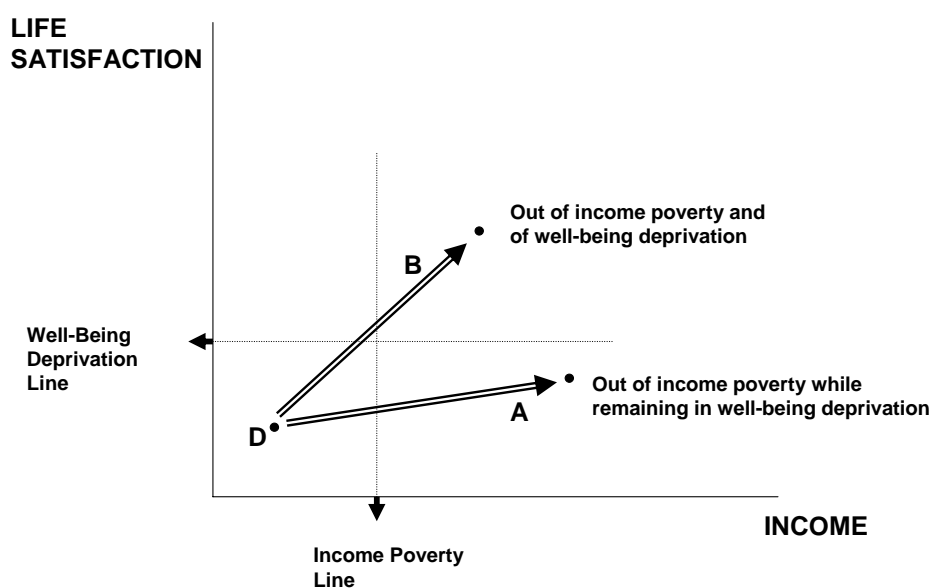 LIFE
SATISFACTION
Out of income poverty and
of well-being deprivation
B
Well-Being
Deprivation
Line
Out of income poverty while
remaining in well-being deprivation
A
D
INCOME
Income Poverty
Line